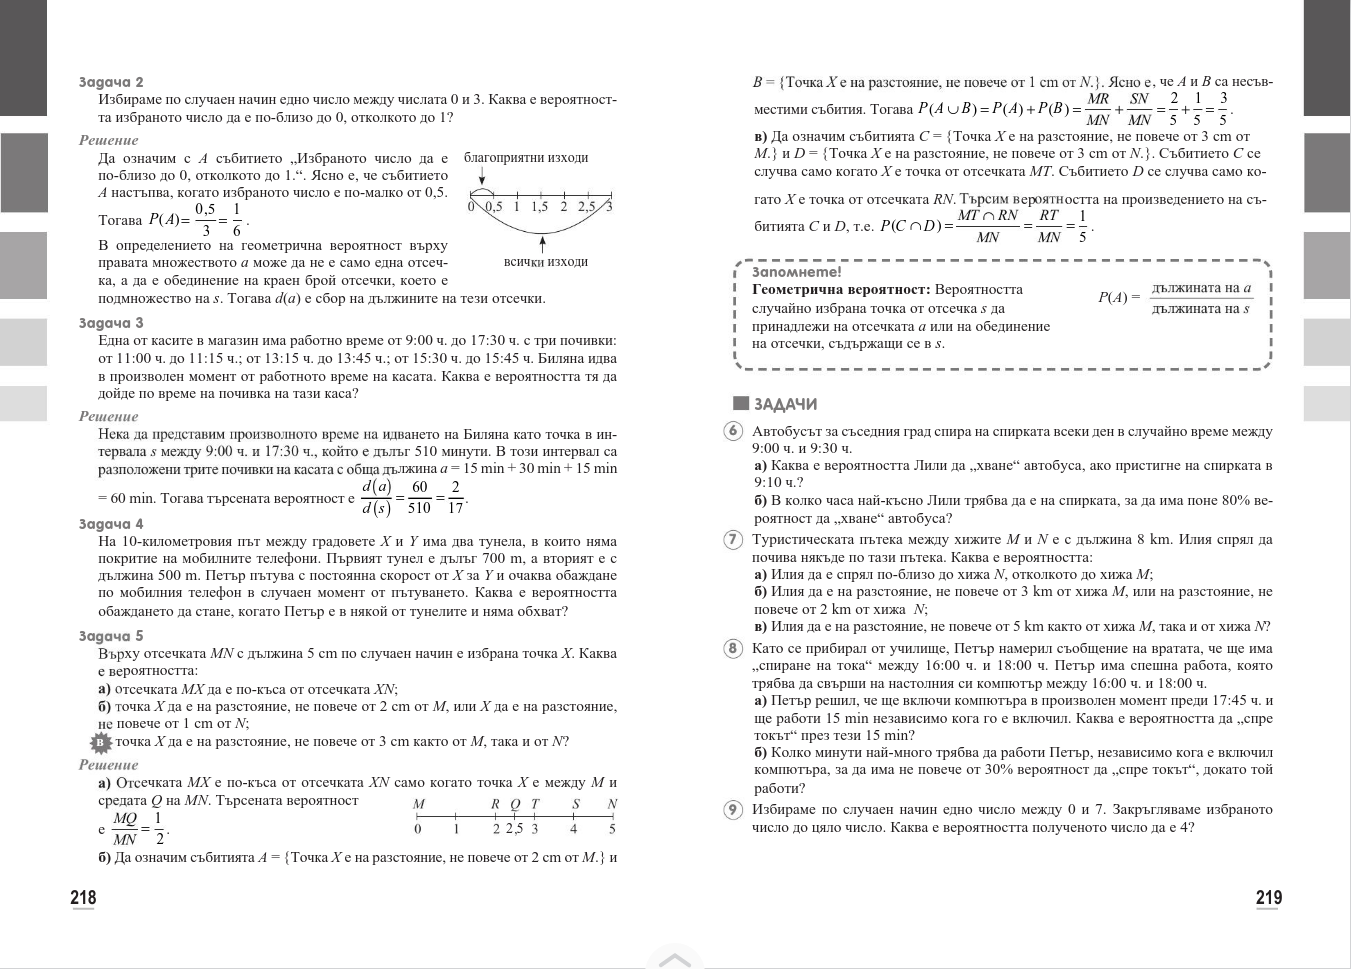 Задача 2
Избираме по случаен начин едно число между числата 0 и 3. Каква е вероятност-
та избраното число да е по-близо до 0, отколкото до 1?
Решение
Да означим с A събитието „Избраното число да е
по-близо до 0, отколкото до 1.“. Ясно е, че събитието
A настъпва, когато избраното число е по-малко от 0,5.
Тогава P(A)= 0,5/3 = 1/6 .
В определението на геометрична вероятност върху
правата множеството a може да не е само една отсеч-
ка, а да е обединение на краен брой отсечки, което е
подмножество на s. Тогава d(a) е сбор на дължините на тези отсечки.
благоприятни изходи
0 0,5 1 1,5 2 2,5 3
всички изходи
Задача 3
Една от касите в магазин има работно време от 9:00 ч. до 17:30 ч. с три почивки:
от 11:00 ч. до 11:15 ч.; от 13:15 ч. до 13:45 ч.; от 15:30 ч. до 15:45 ч. Биляна идва
в произволен момент от работното време на касата. Каква е вероятността тя да
дойде по време на почивка на тази каса?
Решение
Нека да представим произволното време на идването на Биляна като точка в ин-
тервала s между 9:00 ч. и 17:30 ч., който е дълъг 510 минути. В този интервал са
разположени трите почивки на касата с обща дължина a = 15 min + 30 min + 15 min
= 60 min. Тогава търсената вероятност е d(a)/d(s) = 60/510 = 2/17.
Задача 4
На 10-километровия път между градовете X и Y има два тунела, в които няма
покритие на мобилните телефони. Първият тунел е дълъг 700 m, а вторият е с
дължина 500 m. Петър пътува с постоянна скорост от X за Y и очаква обаждане
по мобилния телефон в случаен момент от пътуването. Каква е вероятността
обаждането да стане, когато Петър е в някой от тунелите и няма обхват?
Задача 5
Върху отсечката MN с дължина 5 cm по случаен начин е избрана точка X. Каква
е вероятността:
а) отсечката MX да е по-къса от отсечката XN;
б) точка X да е на разстояние, не повече от 2 cm от M, или X да е на разстояние,
не повече от 1 cm от N;
в точка X да е на разстояние, не повече от 3 cm както от M, така и от N?
Решение
а) Отсечката MX е по-къса от отсечката XN само когато точка X е между M и
средата Q на MN. Търсената вероятност
е MQ/MN = 1/2 .
M R Q T S N
0 1 2 2,5 3 4 5
б) Да означим събитията A = {Точка X е на разстояние, не повече от 2 cm от M.} и
218
B = {Точка X е на разстояние, не повече от 1 cm от N.}. Ясно е, че A и B са несъв-
местими събития. Тогава P(A ∪ B) = P(A) + P(B) = MR/MN + SN/MN = 2/5 + 1/5 = 3/5 .
в) Да означим събитията C = {Точка X е на разстояние, не повече от 3 cm от
M.} и D = {Точка X е на разстояние, не повече от 3 cm от N.}. Събитието C се
случва само когато X е точка от отсечката MT. Събитието D се случва само ко-
гато X е точка от отсечката RN. Търсим вероятността на произведението на съ-
битията C и D, т.е. P(C ∩ D) = MT ∩ RN/MN = RT/MN = 1/5 .
Запомнете!
Геометрична вероятност: Вероятността
случайно избрана точка от отсечка s да
принадлежи на отсечката a или на обединение
на отсечки, съдържащи се в s.
P(A) = дължината на a/дължината на s
ЗАДАЧИ
6 Автобусът за съседния град спира на спирката всеки ден в случайно време между
9:00 ч. и 9:30 ч.
а) Каква е вероятността Лили да „хване“ автобуса, ако пристигне на спирката в
9:10 ч.?
б) В колко часа най-късно Лили трябва да е на спирката, за да има поне 80% ве-
роятност да „хване“ автобуса?
7 Туристическата пътека между хижите M и N е с дължина 8 km. Илия спрял да
почива някъде по тази пътека. Каква е вероятността:
а) Илия да е спрял по-близо до хижа N, отколкото до хижа M;
б) Илия да е на разстояние, не повече от 3 km от хижа M, или на разстояние, не
повече от 2 km от хижа N;
в) Илия да е на разстояние, не повече от 5 km както от хижа M, така и от хижа N?
8 Като се прибирал от училище, Петър намерил съобщение на вратата, че ще има
„спиране на тока“ между 16:00 ч. и 18:00 ч. Петър има спешна работа, която
трябва да свърши на настолния си компютър между 16:00 ч. и 18:00 ч.
а) Петър решил, че ще включи компютъра в произволен момент преди 17:45 ч. и
ще работи 15 min независимо кога го е включил. Каква е вероятността да „спре
токът“ през тези 15 min?
б) Колко минути най-много трябва да работи Петър, независимо кога е включил
компютъра, за да има не повече от 30% вероятност да „спре токът“, докато той
работи?
9 Избираме по случаен начин едно число между 0 и 7. Закръгляваме избраното
число до цяло число. Каква е вероятността полученото число да е 4?
219